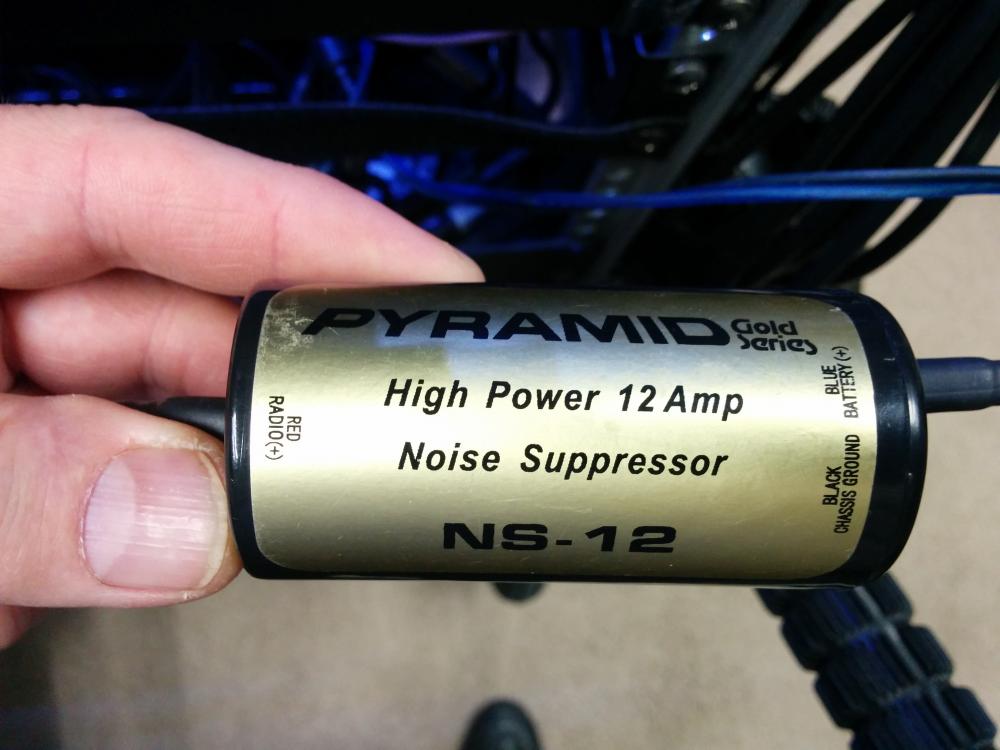 PYRAMID Gold Series
High Power 12 Amp
Noise Suppressor
NS-12
RED
RADIO(+)
BLUE
BATTERY(+)
BLACK
CHASSIS GROUND